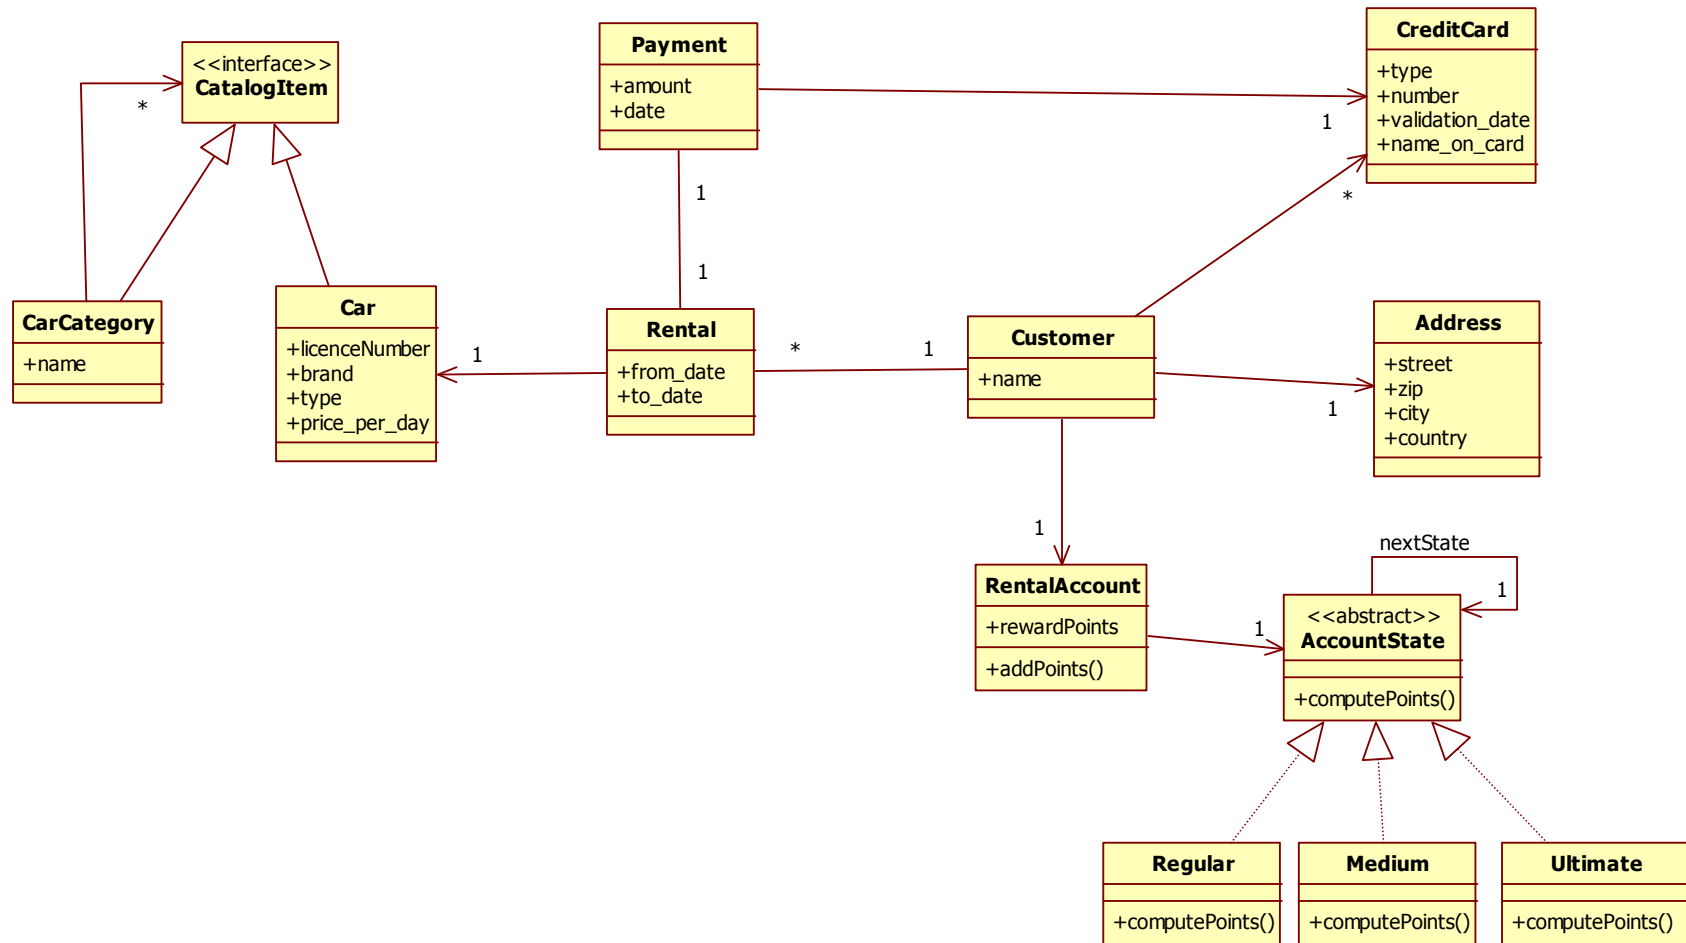 <<interface>>
CatalogItem
*
Payment
+amount
+date
CreditCard
+type
+number
+validation_date
+name_on_card
1
*
1
1
CarCategory
+name
Car
+licenceNumber
+brand
+type
+price_per_day
1
Rental
+from_date
+to_date
*
1
Customer
+name
Address
+street
+zip
+city
+country
1
1
RentalAccount
+rewardPoints
+addPoints()
1
nextState
1
<<abstract>>
AccountState
+computePoints()
Regular
+computePoints()
Medium
+computePoints()
Ultimate
+computePoints()